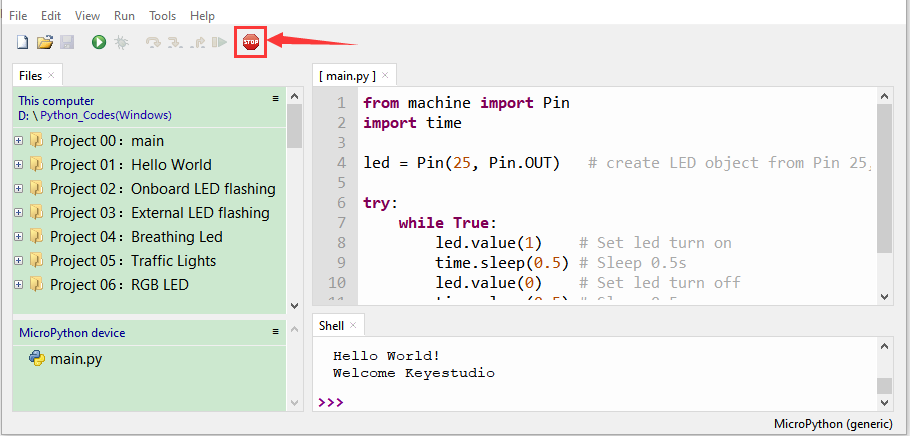 File Edit View Run Tools Help
STOP
Files ×
This computer
D: \ Python_Codes(Windows)
Project 00：main
Project 01：Hello World
Project 02：Onboard LED flashing
Project 03：External LED flashing
Project 04：Breathing Led
Project 05：Traffic Lights
Project 06：RGB LED
MicroPython device
main.py
[ main.py ] ×
1 from machine import Pin
2 import time
3
4 led = Pin(25, Pin.OUT) # create LED object from Pin 25,
5
6 try:
7 while True:
8 led.value(1) # Set led turn on
9 time.sleep(0.5) # Sleep 0.5s
10 led.value(0) # Set led turn off
Shell ×
Hello World!
Welcome Keyestudio
>>>
MicroPython (generic)